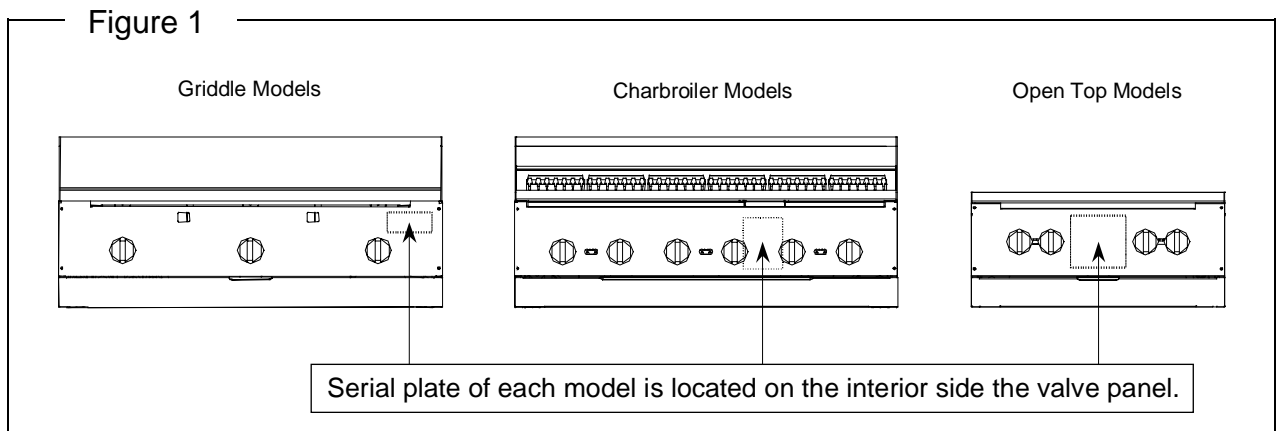 Figure 1
Griddle Models
Charbroiler Models
Open Top Models
Serial plate of each model is located on the interior side the valve panel.